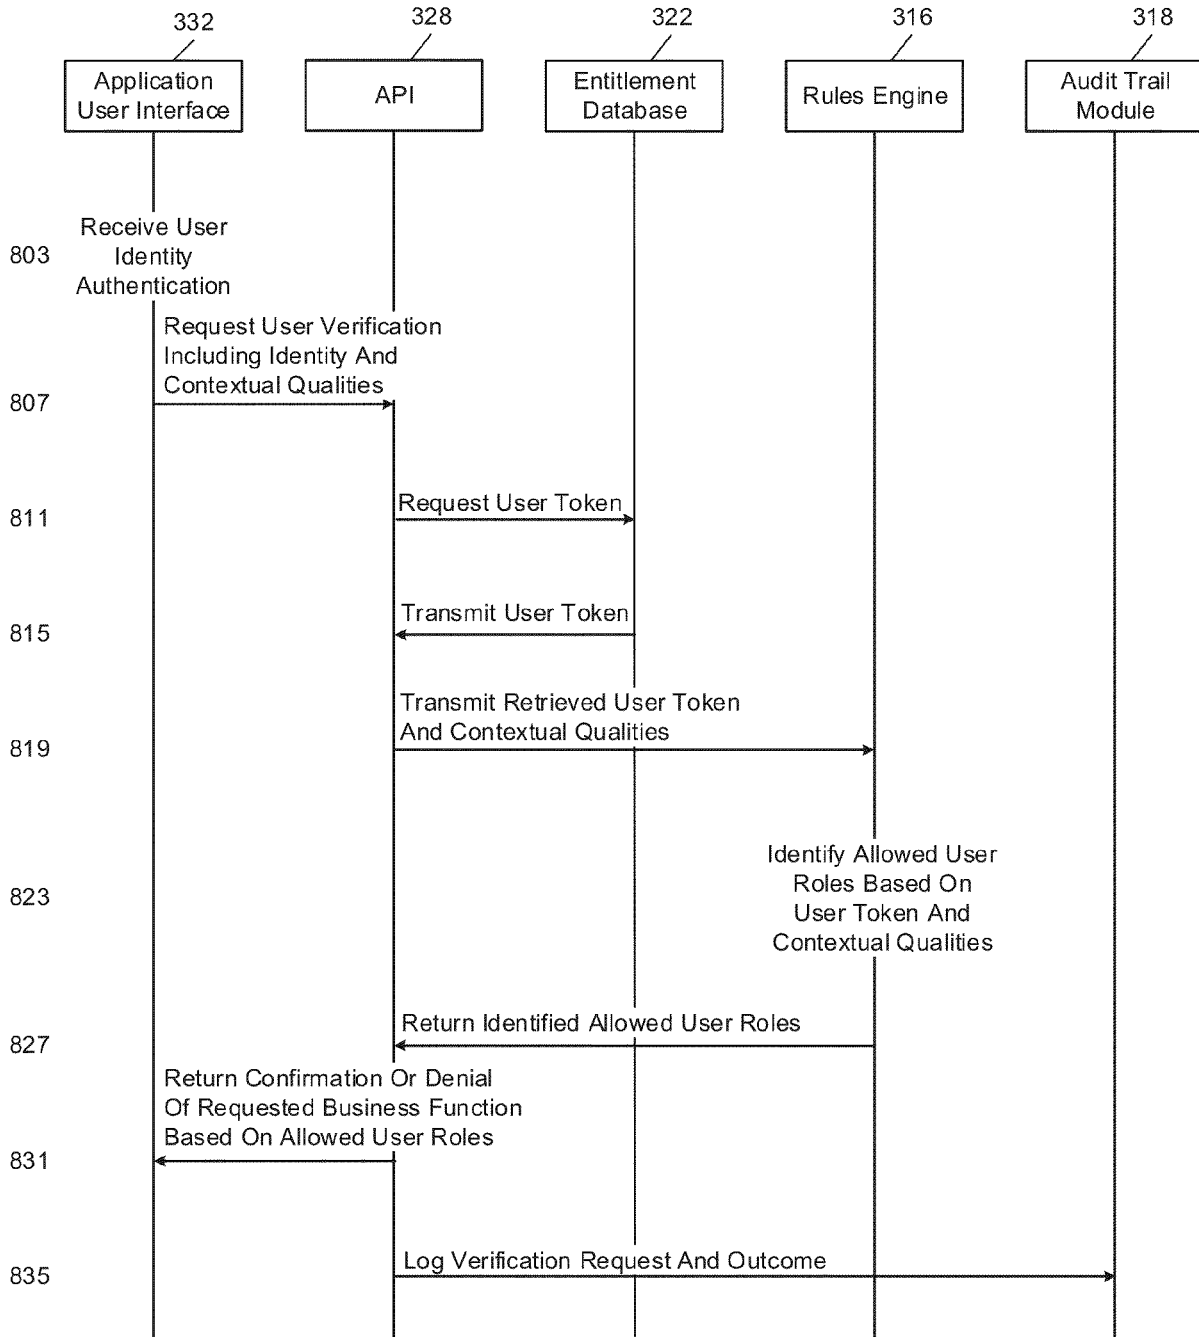 332
328
322
316
318
Application
User Interface
API
Entitlement
Database
Rules Engine
Audit Trail
Module
803
Receive User
Identity
Authentication
Request User Verification
Including Identity And
Contextual Qualities
807
Request User Token
811
Transmit User Token
815
Transmit Retrieved User Token
And Contextual Qualities
819
Identify Allowed User
Roles Based On
User Token And
Contextual Qualities
823
Return Identified Allowed User Roles
827
Return Confirmation Or Denial
Of Requested Business Function
Based On Allowed User Roles
831
Log Verification Request And Outcome
835